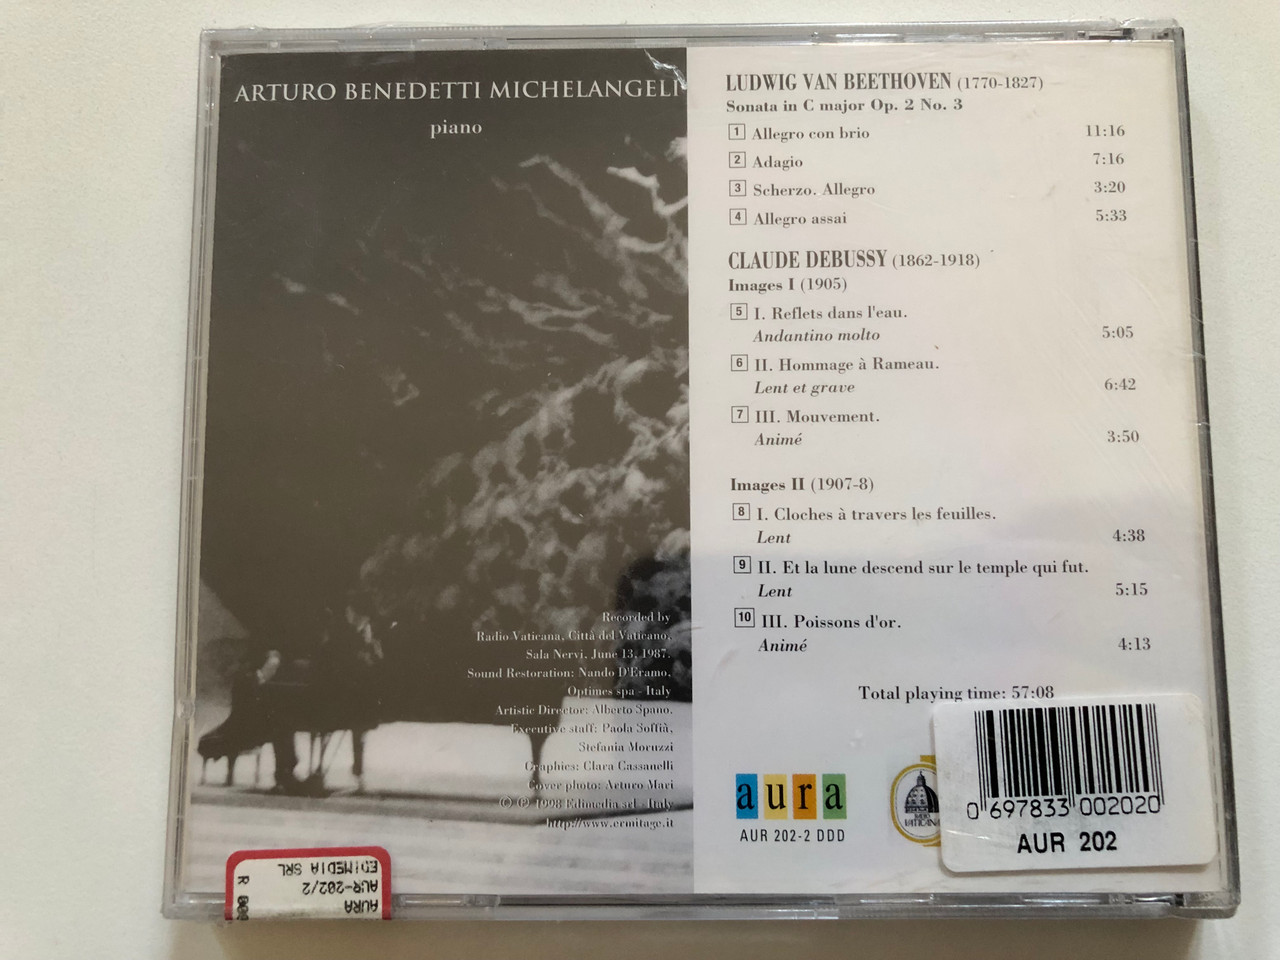 ARTURO BENEDETTI MICHELANGELI
piano
Recorded by
Radio Vaticana, Città del Vaticano,
Sala Nervi, June 13, 1987.
Sound Restoration: Nando D'Eramo,
Optimes spa - Italy
Artistic Director: Alberto Spano.
Executive staff: Paola Soffià,
Stefania Moruzzi
Graphics: Clara Cassanelli
Cover photo: Arturo Mari
© ℗ 1998 Edimedia srl - Italy
http://www.ermitage.it
EDIMEDIA SRL
AUR-202/2
AURA
LUDWIG VAN BEETHOVEN (1770-1827)
Sonata in C major Op. 2 No. 3
1 Allegro con brio 11:16
2 Adagio 7:16
3 Scherzo. Allegro 3:20
4 Allegro assai 5:33
CLAUDE DEBUSSY (1862-1918)
Images I (1905)
5 I. Reflets dans l'eau.
Andantino molto 5:05
6 II. Hommage à Rameau.
Lent et grave 6:42
7 III. Mouvement.
Animé 3:50
Images II (1907-8)
8 I. Cloches à travers les feuilles.
Lent 4:38
9 II. Et la lune descend sur le temple qui fut.
Lent 5:15
10 III. Poissons d'or.
Animé 4:13
Total playing time: 57:08
aura
AUR 202-2 DDD
RADIO
VATICANA
0 697833 002020
AUR 202